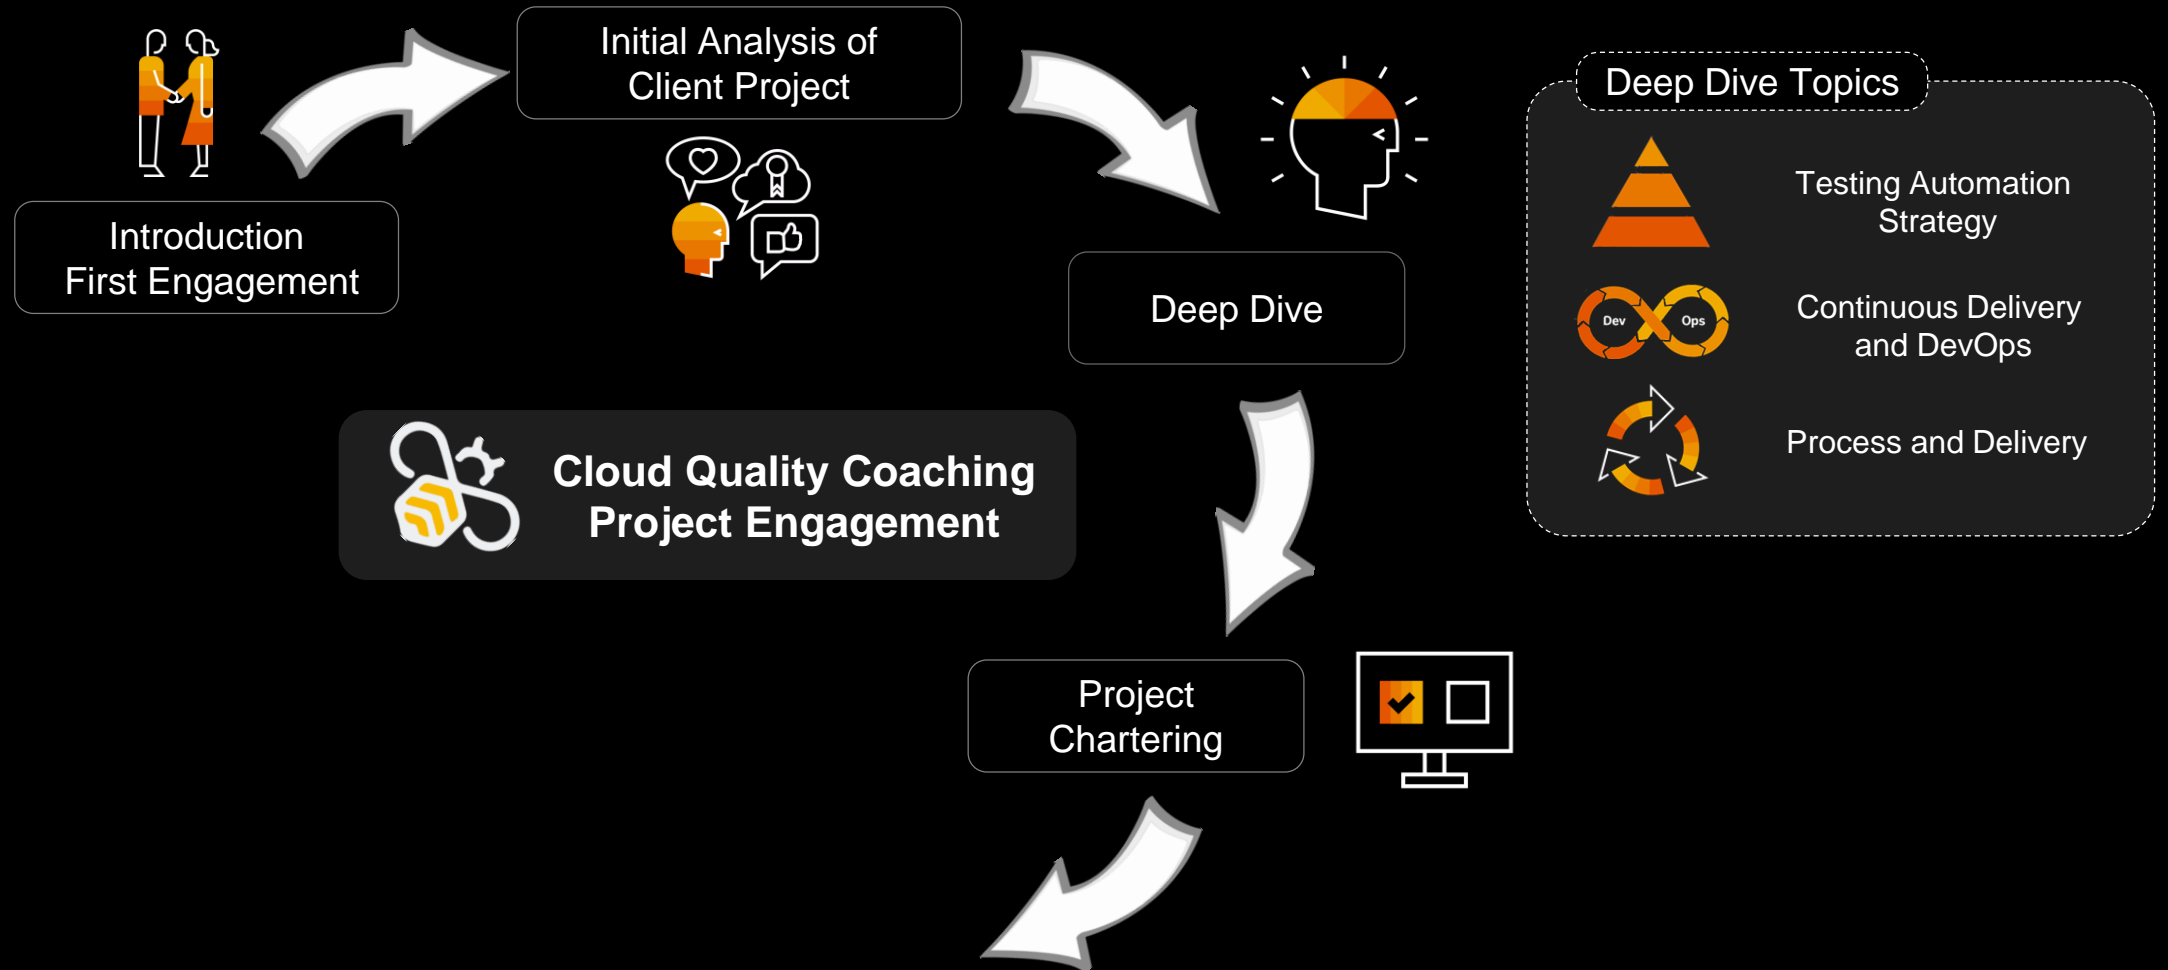 Initial Analysis of
Client Project
Introduction
First Engagement
Deep Dive
Deep Dive Topics
Testing Automation
Strategy
Dev
Ops
Continuous Delivery
and DevOps
Process and Delivery
Cloud Quality Coaching
Project Engagement
Project
Chartering